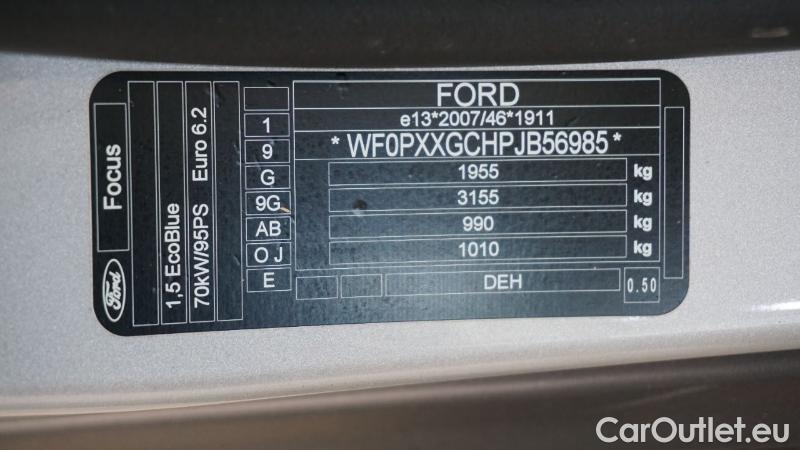 Ford
Focus
1,5 EcoBlue
70kW/95PS Euro 6.2
1
9
G
9G
AB
O J
E
FORD
e13*2007/46*1911
* WF0PXXGCHPJB56985 *
1955 kg
3155 kg
990 kg
1010 kg
DEH 0.50
CarOutlet.eu